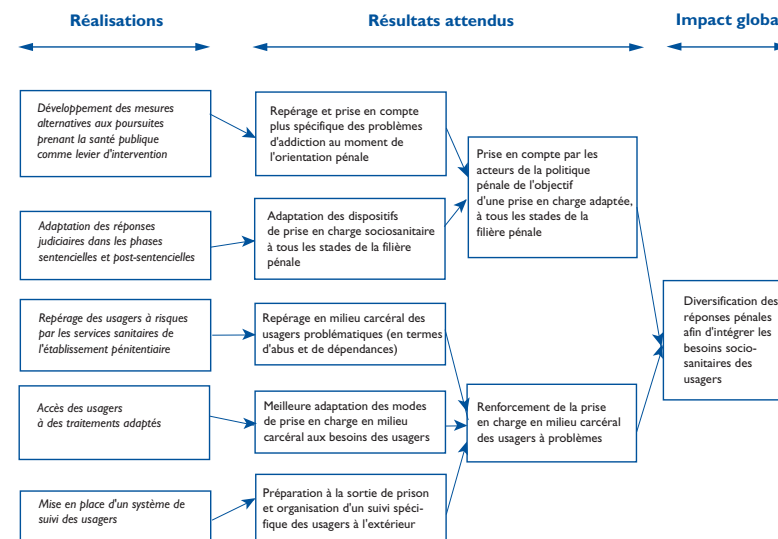 Réalisations
Résultats attendus
Impact globa
Développement des mesures
alternatives aux poursuites
prenant la santé publique
comme levier d'intervention
Repérage et prise en compte
plus spécifique des problèmes
d'addiction au moment de
l'orientation pénale
Prise en compte par les
acteurs de la politique
pénale de l'objectif
d'une prise en charge adaptée,
à tous les stades de la
filière pénale
Adaptation des réponses
judiciaires dans les phases
sentencielles et post-sentencielles
Adaptation des dispositifs
de prise en charge sociosanitaire
à tous les stades de la filière
pénale
Repérage des usagers à risques
par les services sanitaires de
l'établissement pénitentiaire
Repérage en milieu carcéral des
usagers problématiques (en termes
d'abus et de dépendances)
Diversification des
réponses pénales
afin d'intégrer les
besoins socio-
sanitaires des
usagers
Accès des usagers
à des traitements adaptés
Meilleure adaptation des modes
de prise en charge en milieu
carcéral aux besoins des usagers
Renforcement de la prise
en charge en milieu carcéral
des usagers à problèmes
Mise en place d'un système de
suivi des usagers
Préparation à la sortie de prison
et organisation d'un suivi spéci-
fique des usagers à l'extérieur